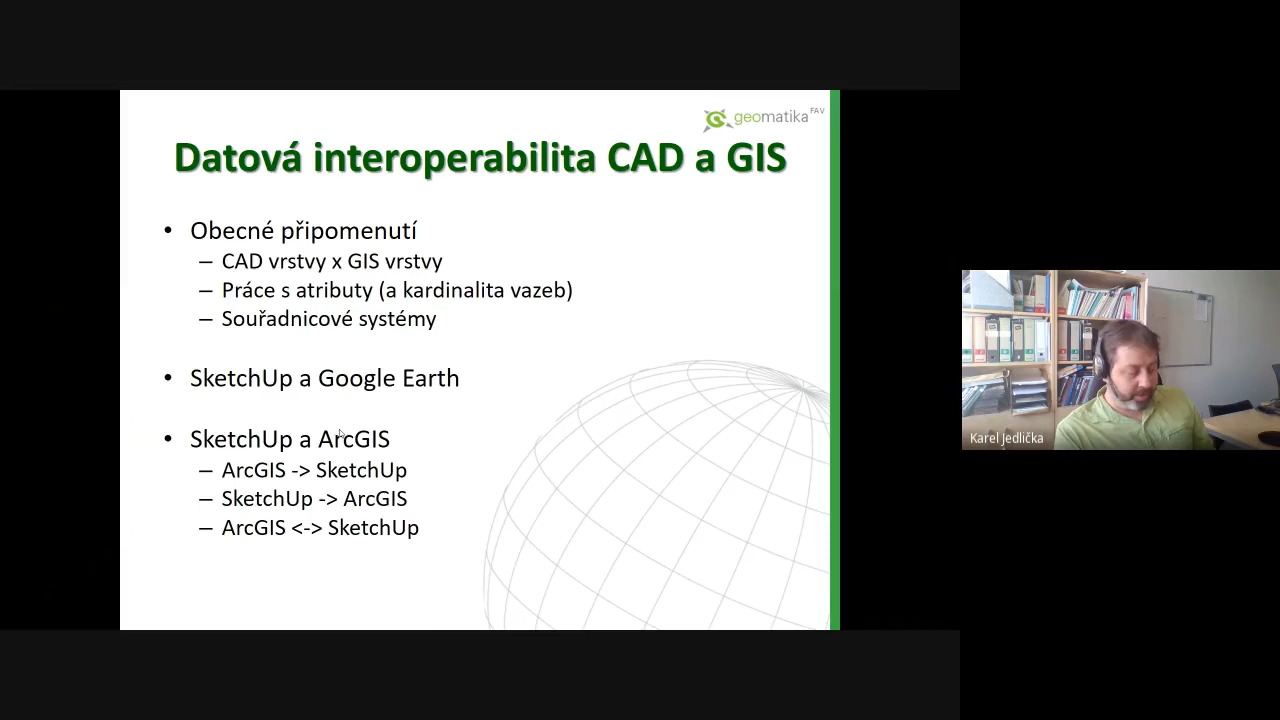 geomatika FAV
Datová interoperabilita CAD a GIS
• Obecné připomenutí
– CAD vrstvy x GIS vrstvy
– Práce s atributy (a kardinalita vazeb)
– Souřadnicové systémy
• SketchUp a Google Earth
• SketchUp a ArcGIS
– ArcGIS -> SketchUp
– SketchUp -> ArcGIS
– ArcGIS <-> SketchUp
Karel Jedlička